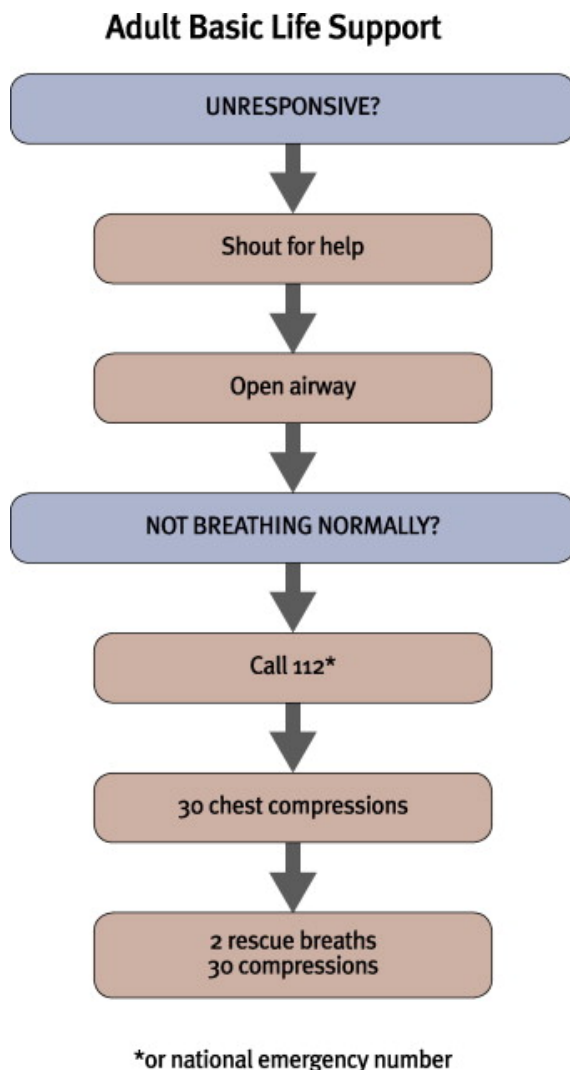 Adult Basic Life Support
UNRESPONSIVE?
Shout for help
Open airway
NOT BREATHING NORMALLY?
Call 112*
30 chest compressions
2 rescue breaths
30 compressions
*or national emergency number